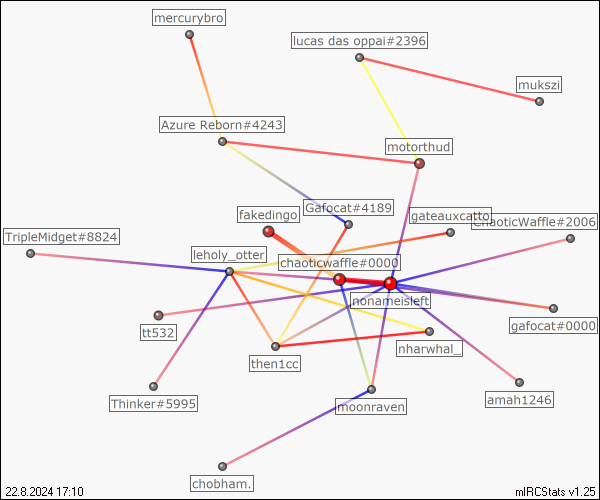 mercurybro
lucas das oppai#2396
mukszi
Azure Reborn#4243
motorthud
fakedingo
Gafocat#4189
gateauxcatto
ChaoticWaffle#2006
TripleMidget#8824
leholy_otter
chaoticwaffle#0000
nonameisleft
gafocat#0000
tt532
then1cc
nharwhal_
Thinker#5995
moonraven
amah1246
chobham.
22.8.2024 17:10
mIRCStats v1.25